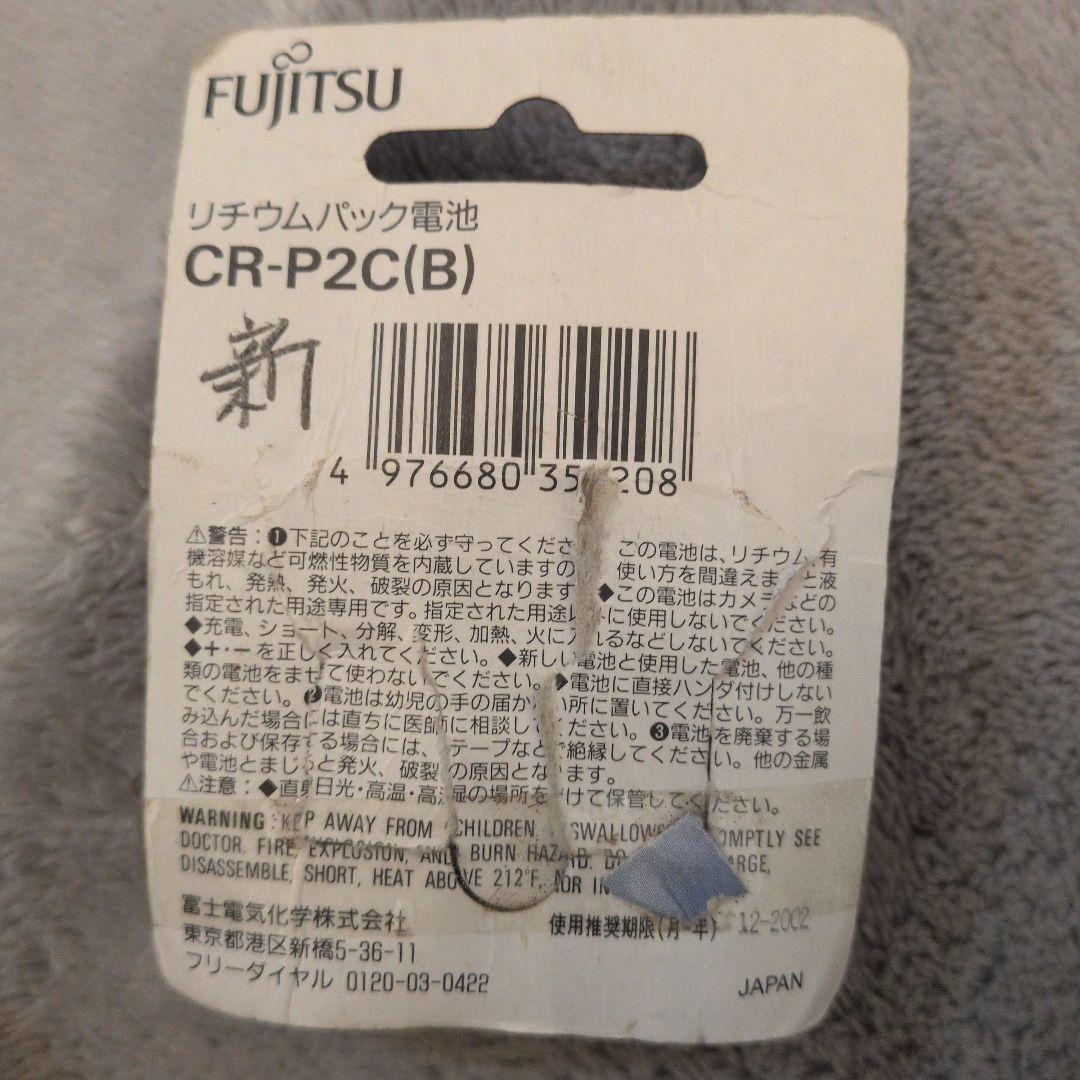 FUJITSU
リチウムパック電池
CR-P2C(B)
新
4 976680 35 208
⚠警告：❶下記のことを必ず守ってくださ この電池は、リチウム、有
機溶媒など可燃性物質を内蔵していますの 使い方を間違えま と液
もれ、発熱、発火、破裂の原因となります ◆この電池はカメラなどの
指定された用途専用です。指定された用途以外に使用しないでください。
◆充電、ショート、分解、変形、加熱、火に入れるなどしないでください。
◆＋・－を正しく入れてください。◆新しい電池と使用した電池、他の種
類の電池をまぜて使わないでください。◆電池に直接ハンダ付けしない
でください。❷電池は幼児の手の届か い所に置いてください。万一飲
み込んだ場合には直ちに医師に相談してください。❸電池を廃棄する場
合および保存する場合には、テープなどで絶縁してください。他の金属
や電池とまじると発火、破裂の原因となります。
⚠注意：◆直射日光・高温・高湿の場所を けて保管してください。
WARNING : KEEP AWAY FROM CHILDREN. SWALLOW OMPTLY SEE
DOCTOR. FIRE, EXPLOSION, AND BURN HAZARD. DO ARGE,
DISASSEMBLE, SHORT, HEAT ABOVE 212°F, OR IN
富士電気化学株式会社
東京都港区新橋5-36-11
フリーダイヤル 0120-03-0422
使用推奨期限(月-年) 12-2002
JAPAN